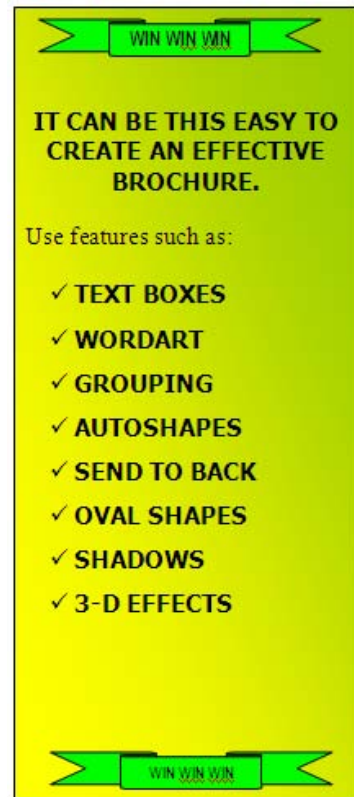 WIN WIN WIN
IT CAN BE THIS EASY TO
CREATE AN EFFECTIVE
BROCHURE.
Use features such as:
✓ TEXT BOXES
✓ WORDART
✓ GROUPING
✓ AUTOSHAPES
✓ SEND TO BACK
✓ OVAL SHAPES
✓ SHADOWS
✓ 3-D EFFECTS
WIN WIN WIN